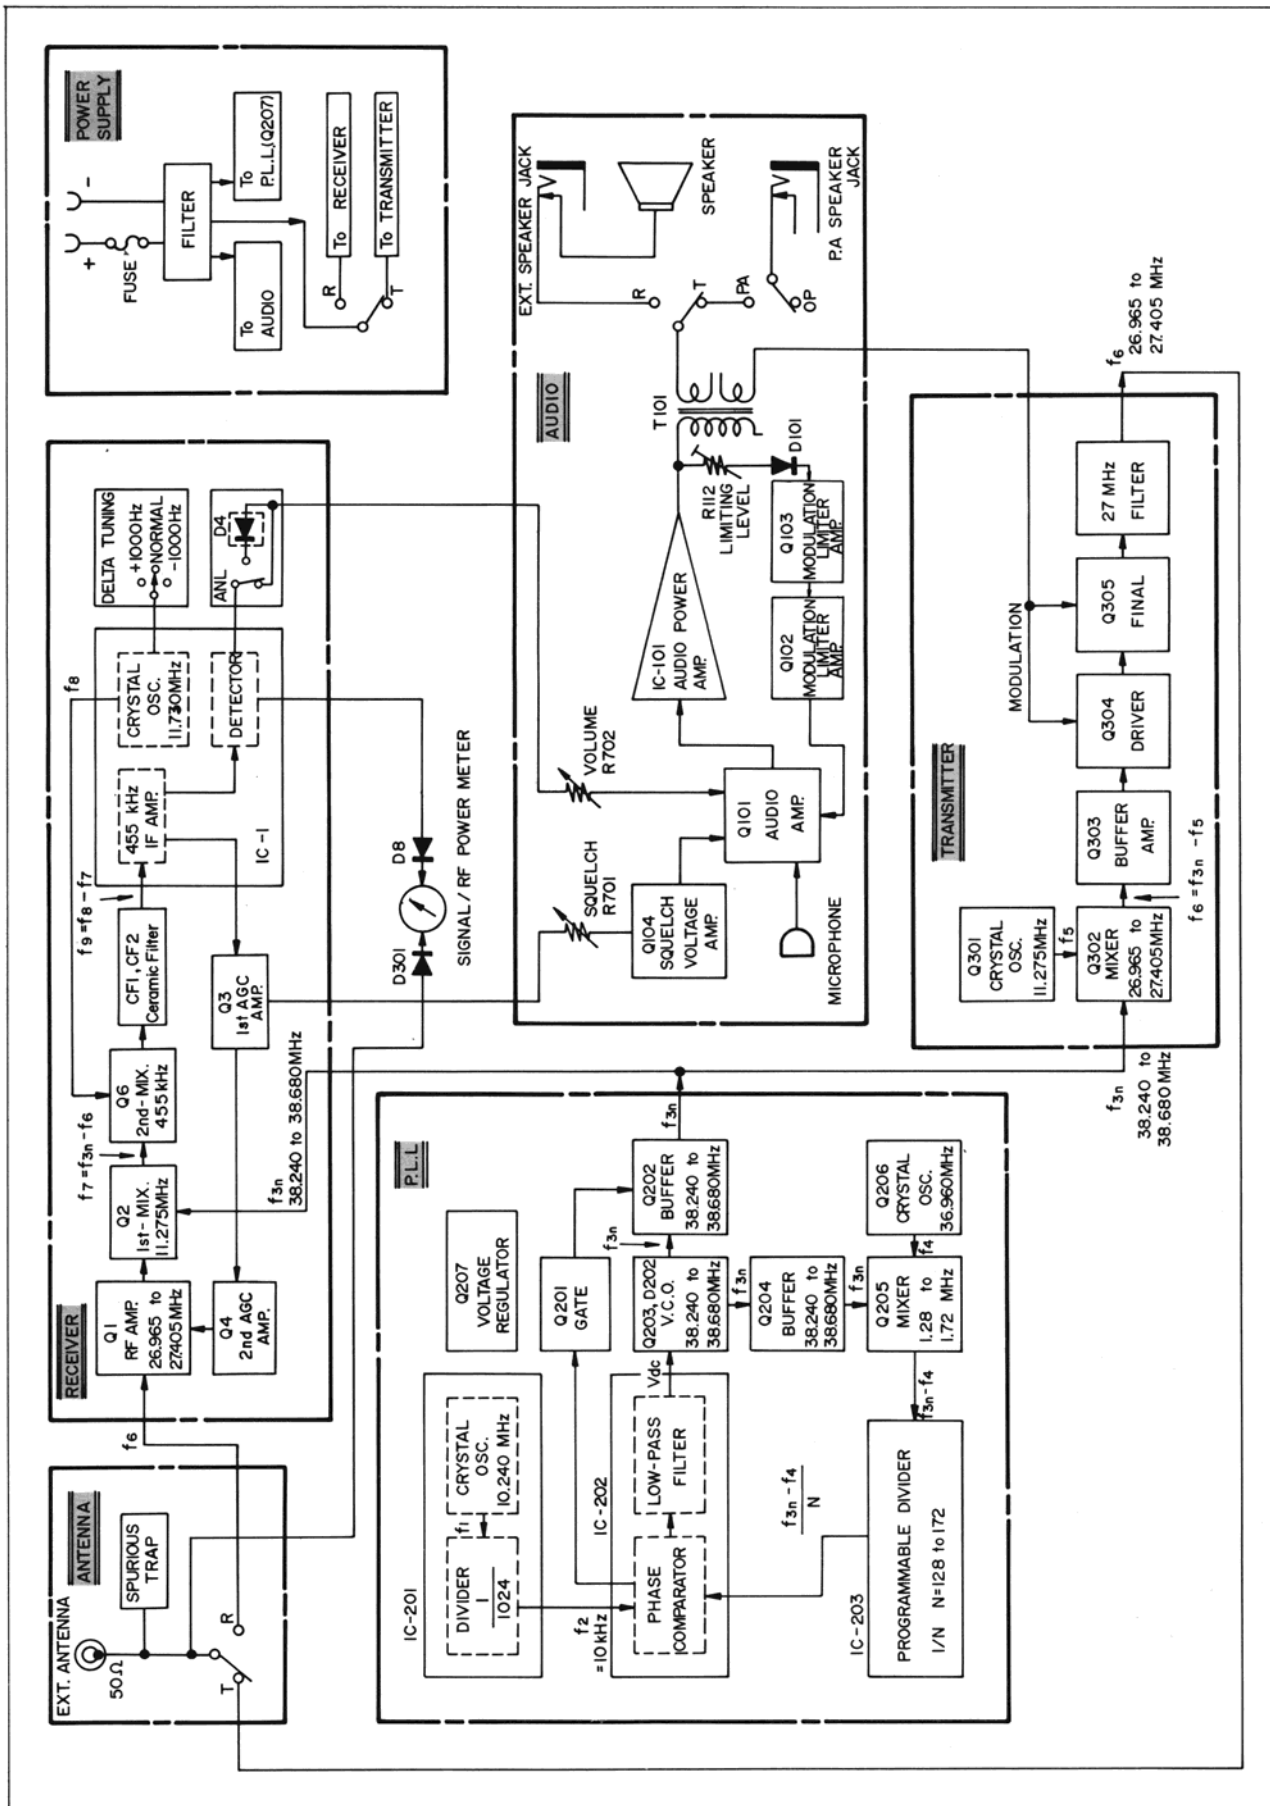 ANTENNA
EXT. ANTENNA
50Ω
SPURIOUS
TRAP
T
R
f6
RECEIVER
Q1
RF AMP.
26.965 to
27.405MHz
Q4
2nd AGC
AMP.
Q2
1st-MIX.
11.275MHz
f7=f3n-f6
f3n
38.240 to 38.680MHz
Q6
2nd-MIX.
455kHz
Q3
1st AGC
AMP.
CF1, CF2
Ceramic Filter
f9=f8-f7
f8
455 kHz
IF AMP.
IC-1
CRYSTAL
OSC.
11.730MHz
DETECTOR
DELTA TUNING
+1000Hz
NORMAL
-1000Hz
ANL
D4
D301
D8
SIGNAL / RF POWER METER
POWER
SUPPLY
+
-
FUSE
FILTER
To
AUDIO
To
P.L.L(Q207)
R
T
To RECEIVER
To TRANSMITTER
AUDIO
SQUELCH
R701
VOLUME
R702
Q104
SQUELCH
VOLTAGE
AMP.
MICROPHONE
Q101
AUDIO
AMP.
IC-101
AUDIO POWER
AMP.
Q102
MODULATION
LIMITER
AMP.
Q103
MODULATION
LIMITER
AMP.
R112
LIMITING
LEVEL
D101
T101
R
T
PA
OP
EXT. SPEAKER JACK
SPEAKER
P.A SPEAKER
JACK
P.L.L
IC-201
DIVIDER
1
1024
f1
CRYSTAL
OSC.
10.240 MHz
f2
=10kHz
IC-202
PHASE
COMPARATOR
LOW-PASS
FILTER
Vdc
Q207
VOLTAGE
REGULATOR
Q201
GATE
Q203, D202
V.C.O.
38.240 to
38.680MHz
f3n
Q202
BUFFER
38.240 to
38.680MHz
f3n
f3n
Q204
BUFFER
38.240 to
38.680MHz
f3n
Q205
MIXER
1.28 to
1.72 MHz
f4
Q206
CRYSTAL
OSC.
36.960MHz
f3n-f4
f3n-f4
N
IC-203
PROGRAMMABLE DIVIDER
1/N N=128 to 172
TRANSMITTER
f3n
38.240 to
38.680MHz
Q301
CRYSTAL
OSC.
11.275MHz
f5
Q302
MIXER
26.965 to
27.405MHz
f6=f3n-f5
Q303
BUFFER
AMP.
Q304
DRIVER
MODULATION
Q305
FINAL
27 MHz
FILTER
f6
26.965 to
27.405 MHz